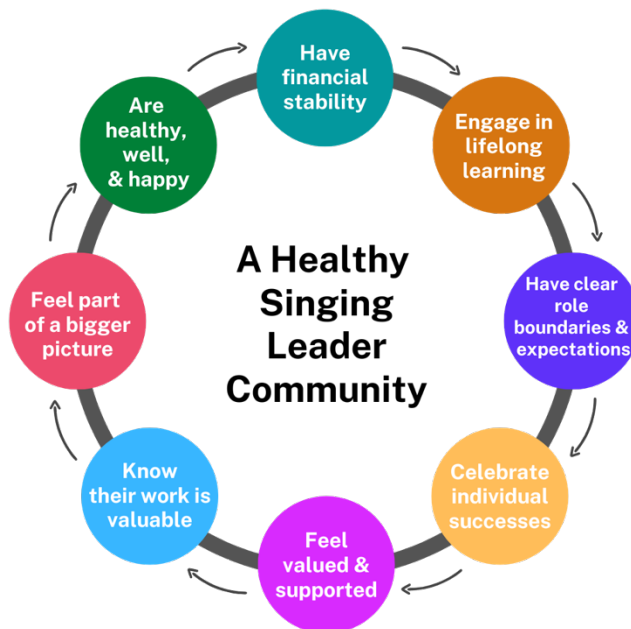 Have
financial
stability
Engage in
lifelong
learning
Have clear
role
boundaries &
expectations
Celebrate
individual
successes
Feel
valued &
supported
Know
their work is
valuable
Feel part
of a bigger
picture
Are
healthy,
well,
& happy
A Healthy
Singing
Leader
Community